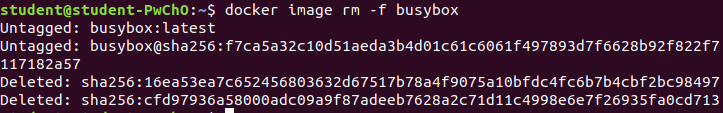 student@student-PwChO:~$ docker image rm -f busybox
Untagged: busybox:latest
Untagged: busybox@sha256:f7ca5a32c10d51aeda3b4d01c61c6061f497893d7f6628b92f822f7
117182a57
Deleted: sha256:16ea53ea7c652456803632d67517b78a4f9075a10bfdc4fc6b7b4cbf2bc98497
Deleted: sha256:cfd97936a58000adc09a9f87adeeb7628a2c71d11c4998e6e7f26935fa0cd713